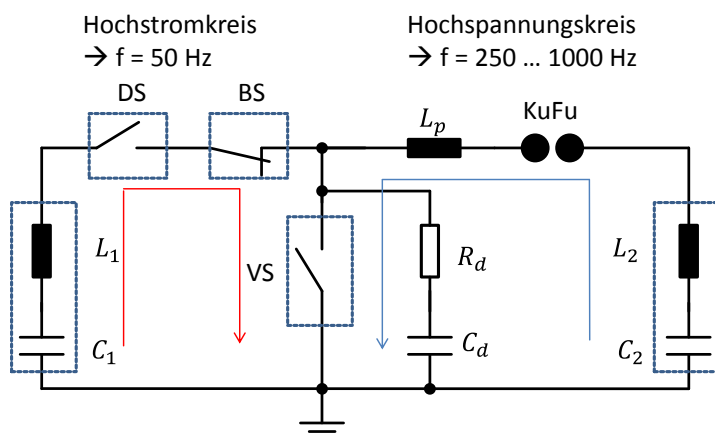 Hochstromkreis
→ f = 50 Hz
Hochspannungskreis
→ f = 250 … 1000 Hz
DS
BS
L_p
KuFu
L_1
VS
R_d
L_2
C_1
C_d
C_2